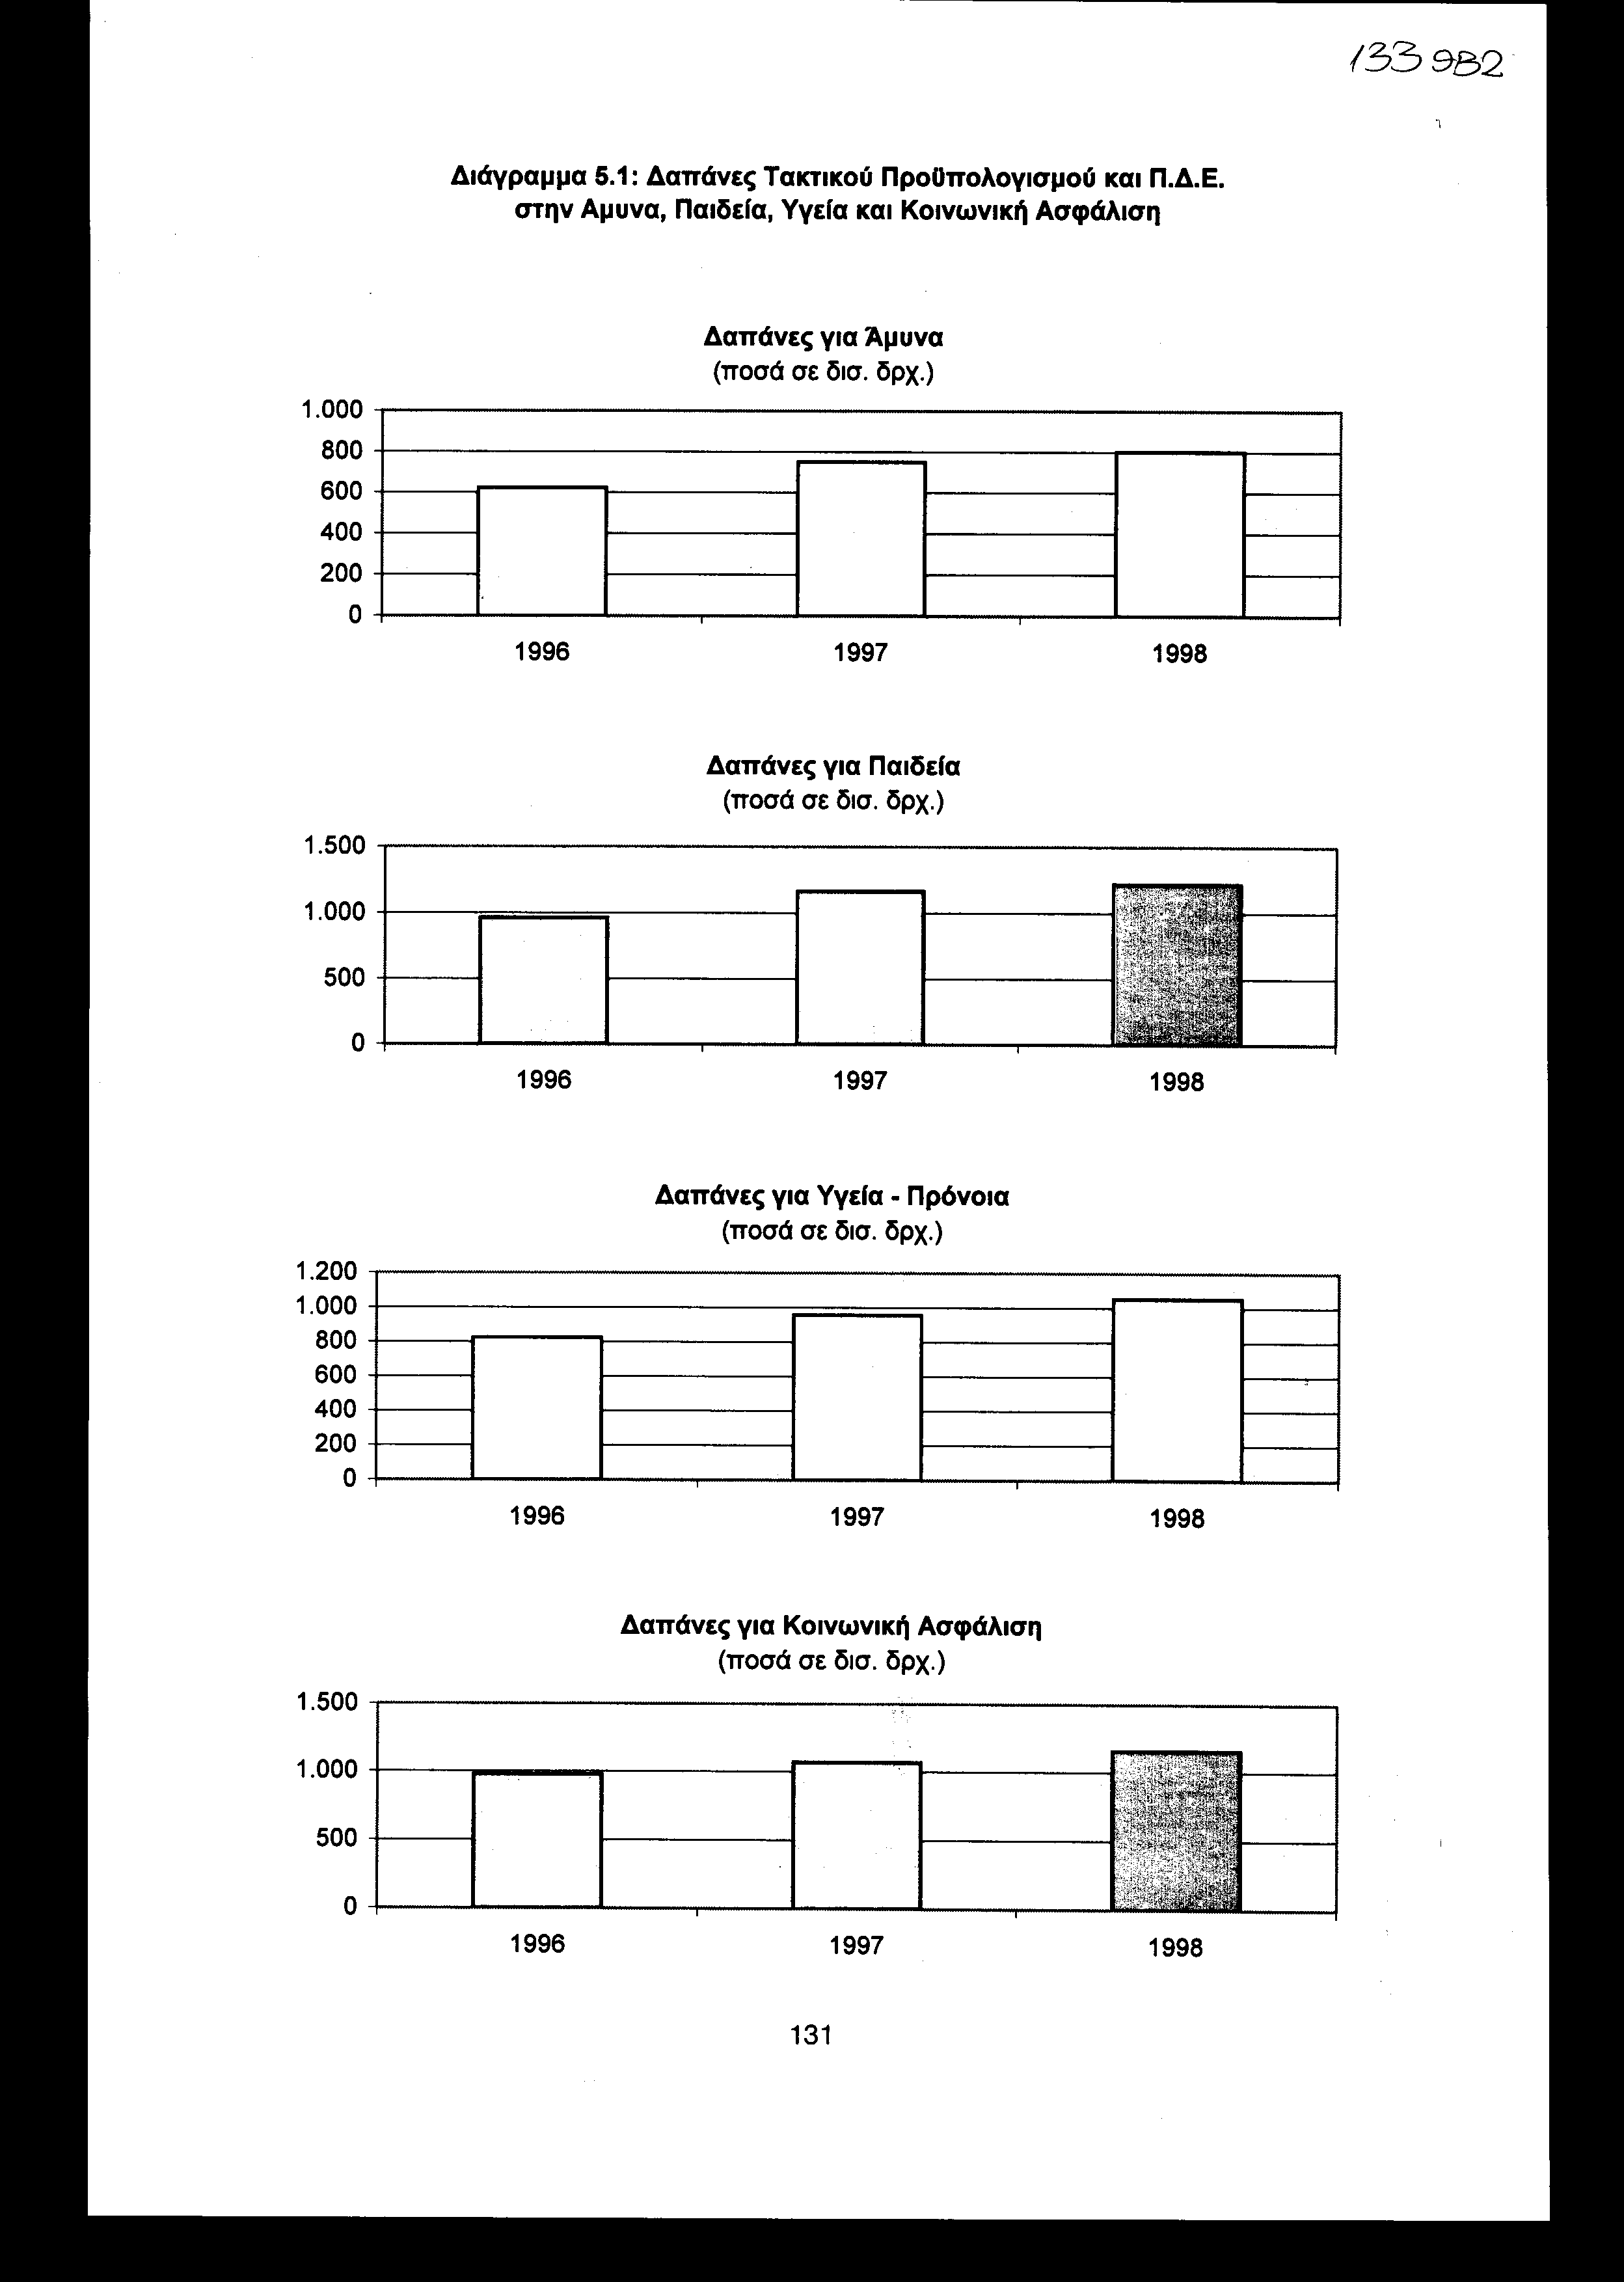 133982
Διάγραμμα 5.1: Δαπάνες Τακτικού Προϋπολογισμού και Π.Δ.Ε.
στην Αμυνα, Παιδεία, Υγεία και Κοινωνική Ασφάλιση
Δαπάνες για Άμυνα
(ποσά σε δισ. δρχ.)
1.000
800
600
400
200
0
1996 1997 1998
Δαπάνες για Παιδεία
(ποσά σε δισ. δρχ.)
1.500
1.000
500
0
1996 1997 1998
Δαπάνες για Υγεία - Πρόνοια
(ποσά σε δισ. δρχ.)
1.200
1.000
800
600
400
200
0
1996 1997 1998
Δαπάνες για Κοινωνική Ασφάλιση
(ποσά σε δισ. δρχ.)
1.500
1.000
500
0
1996 1997 1998
131